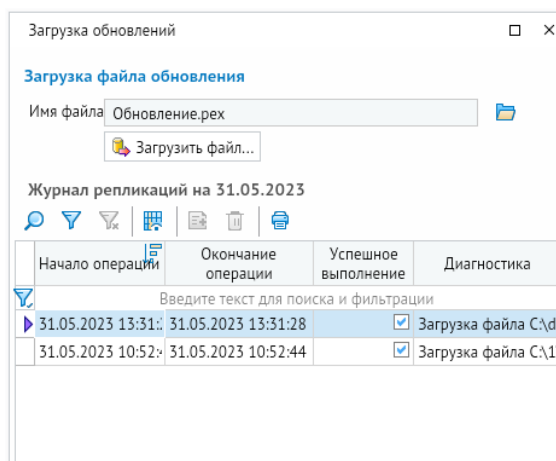 Загрузка обновлений
Загрузка файла обновления
Имя файла Обновление.pex
Загрузить файл...
Журнал репликаций на 31.05.2023
Начало операции Окончание операции Успешное выполнение Диагностика
Введите текст для поиска и фильтрации
31.05.2023 13:31: 31.05.2023 13:31:28 Загрузка файла C:\d
31.05.2023 10:52: 31.05.2023 10:52:44 Загрузка файла C:\1